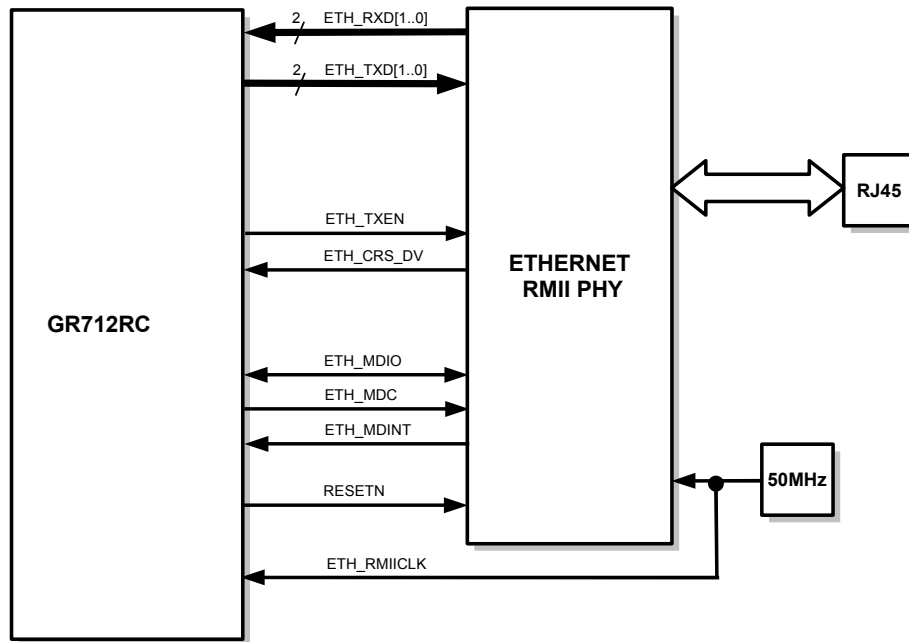 2 ETH_RXD[1..0]
2 ETH_TXD[1..0]
RJ45
ETH_TXEN
ETH_CRS_DV
ETHERNET
RMII PHY
GR712RC
ETH_MDIO
ETH_MDC
ETH_MDINT
50MHz
RESETN
ETH_RMIICLK